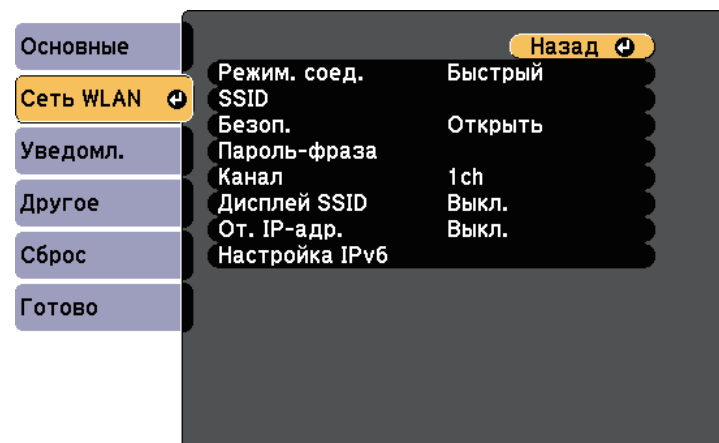 Основные
Сеть WLAN
Уведомл.
Другое
Сброс
Готово
Назад
Режим. соед. Быстрый
SSID
Безоп. Открыть
Пароль-фраза
Канал 1ch
Дисплей SSID Выкл.
От. IP-адр. Выкл.
Настройка IPv6